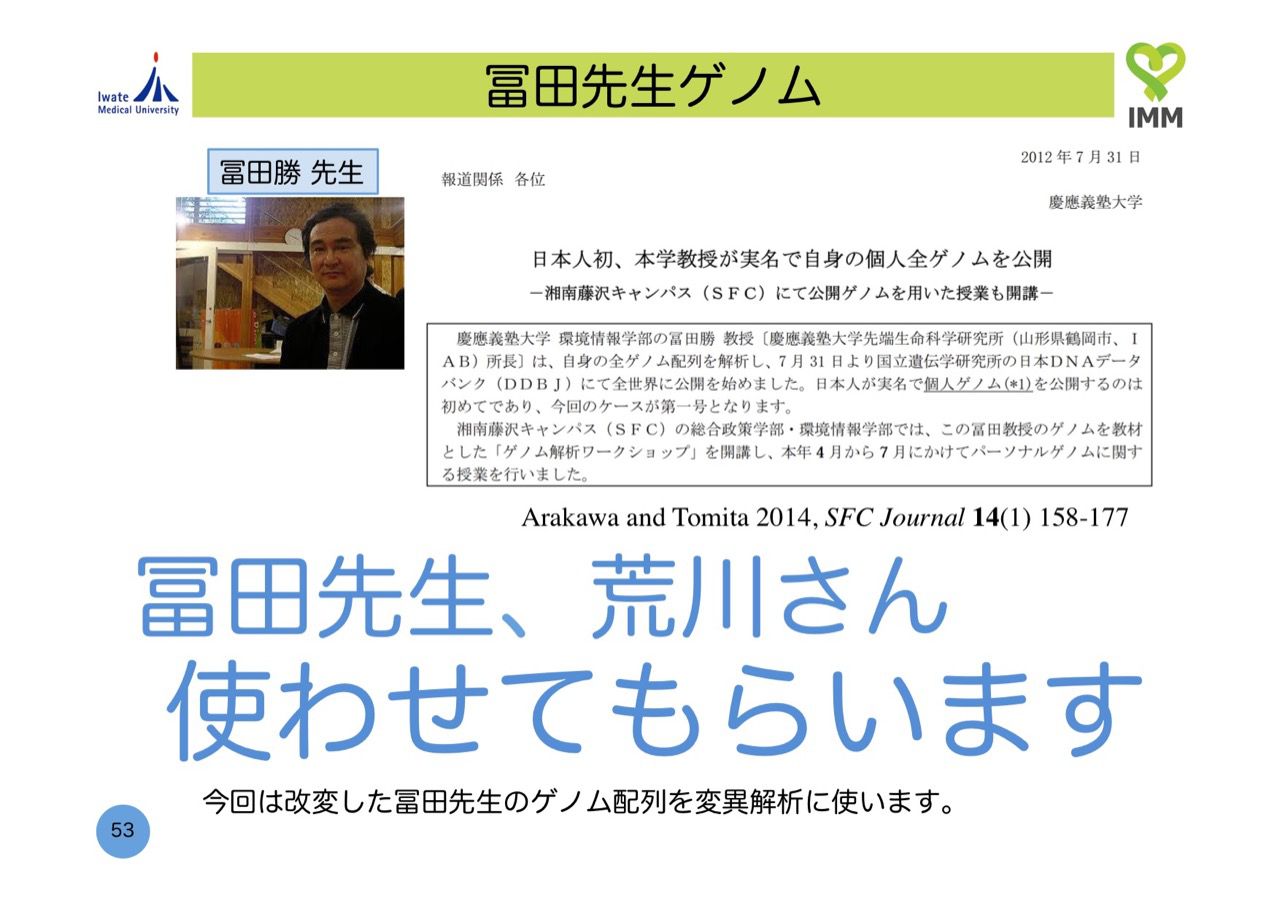 Iwate
Medical University
冨田先生ゲノム
IMM
冨田勝 先生
2012 年 7 月 31 日
報道関係 各位
慶應義塾大学
日本人初、本学教授が実名で自身の個人全ゲノムを公開
－湘南藤沢キャンパス（ＳＦＣ）にて公開ゲノムを用いた授業も開講－
慶應義塾大学 環境情報学部の冨田勝 教授［慶應義塾大学先端生命科学研究所（山形県鶴岡市、Ｉ
ＡＢ）所長］は、自身の全ゲノム配列を解析し、7 月 31 日より国立遺伝学研究所の日本ＤＮＡデータ
バンク（ＤＤＢＪ）にて全世界に公開を始めました。日本人が実名で個人ゲノム(*1)を公開するのは
初めてであり、今回のケースが第一号となります。
湘南藤沢キャンパス（ＳＦＣ）の総合政策学部・環境情報学部では、この冨田教授のゲノムを教材
とした「ゲノム解析ワークショップ」を開講し、本年 4 月から 7 月にかけてパーソナルゲノムに関す
る授業を行いました。
Arakawa and Tomita 2014, SFC Journal 14(1) 158-177
冨田先生、荒川さん
使わせてもらいます
今回は改変した冨田先生のゲノム配列を変異解析に使います。
53